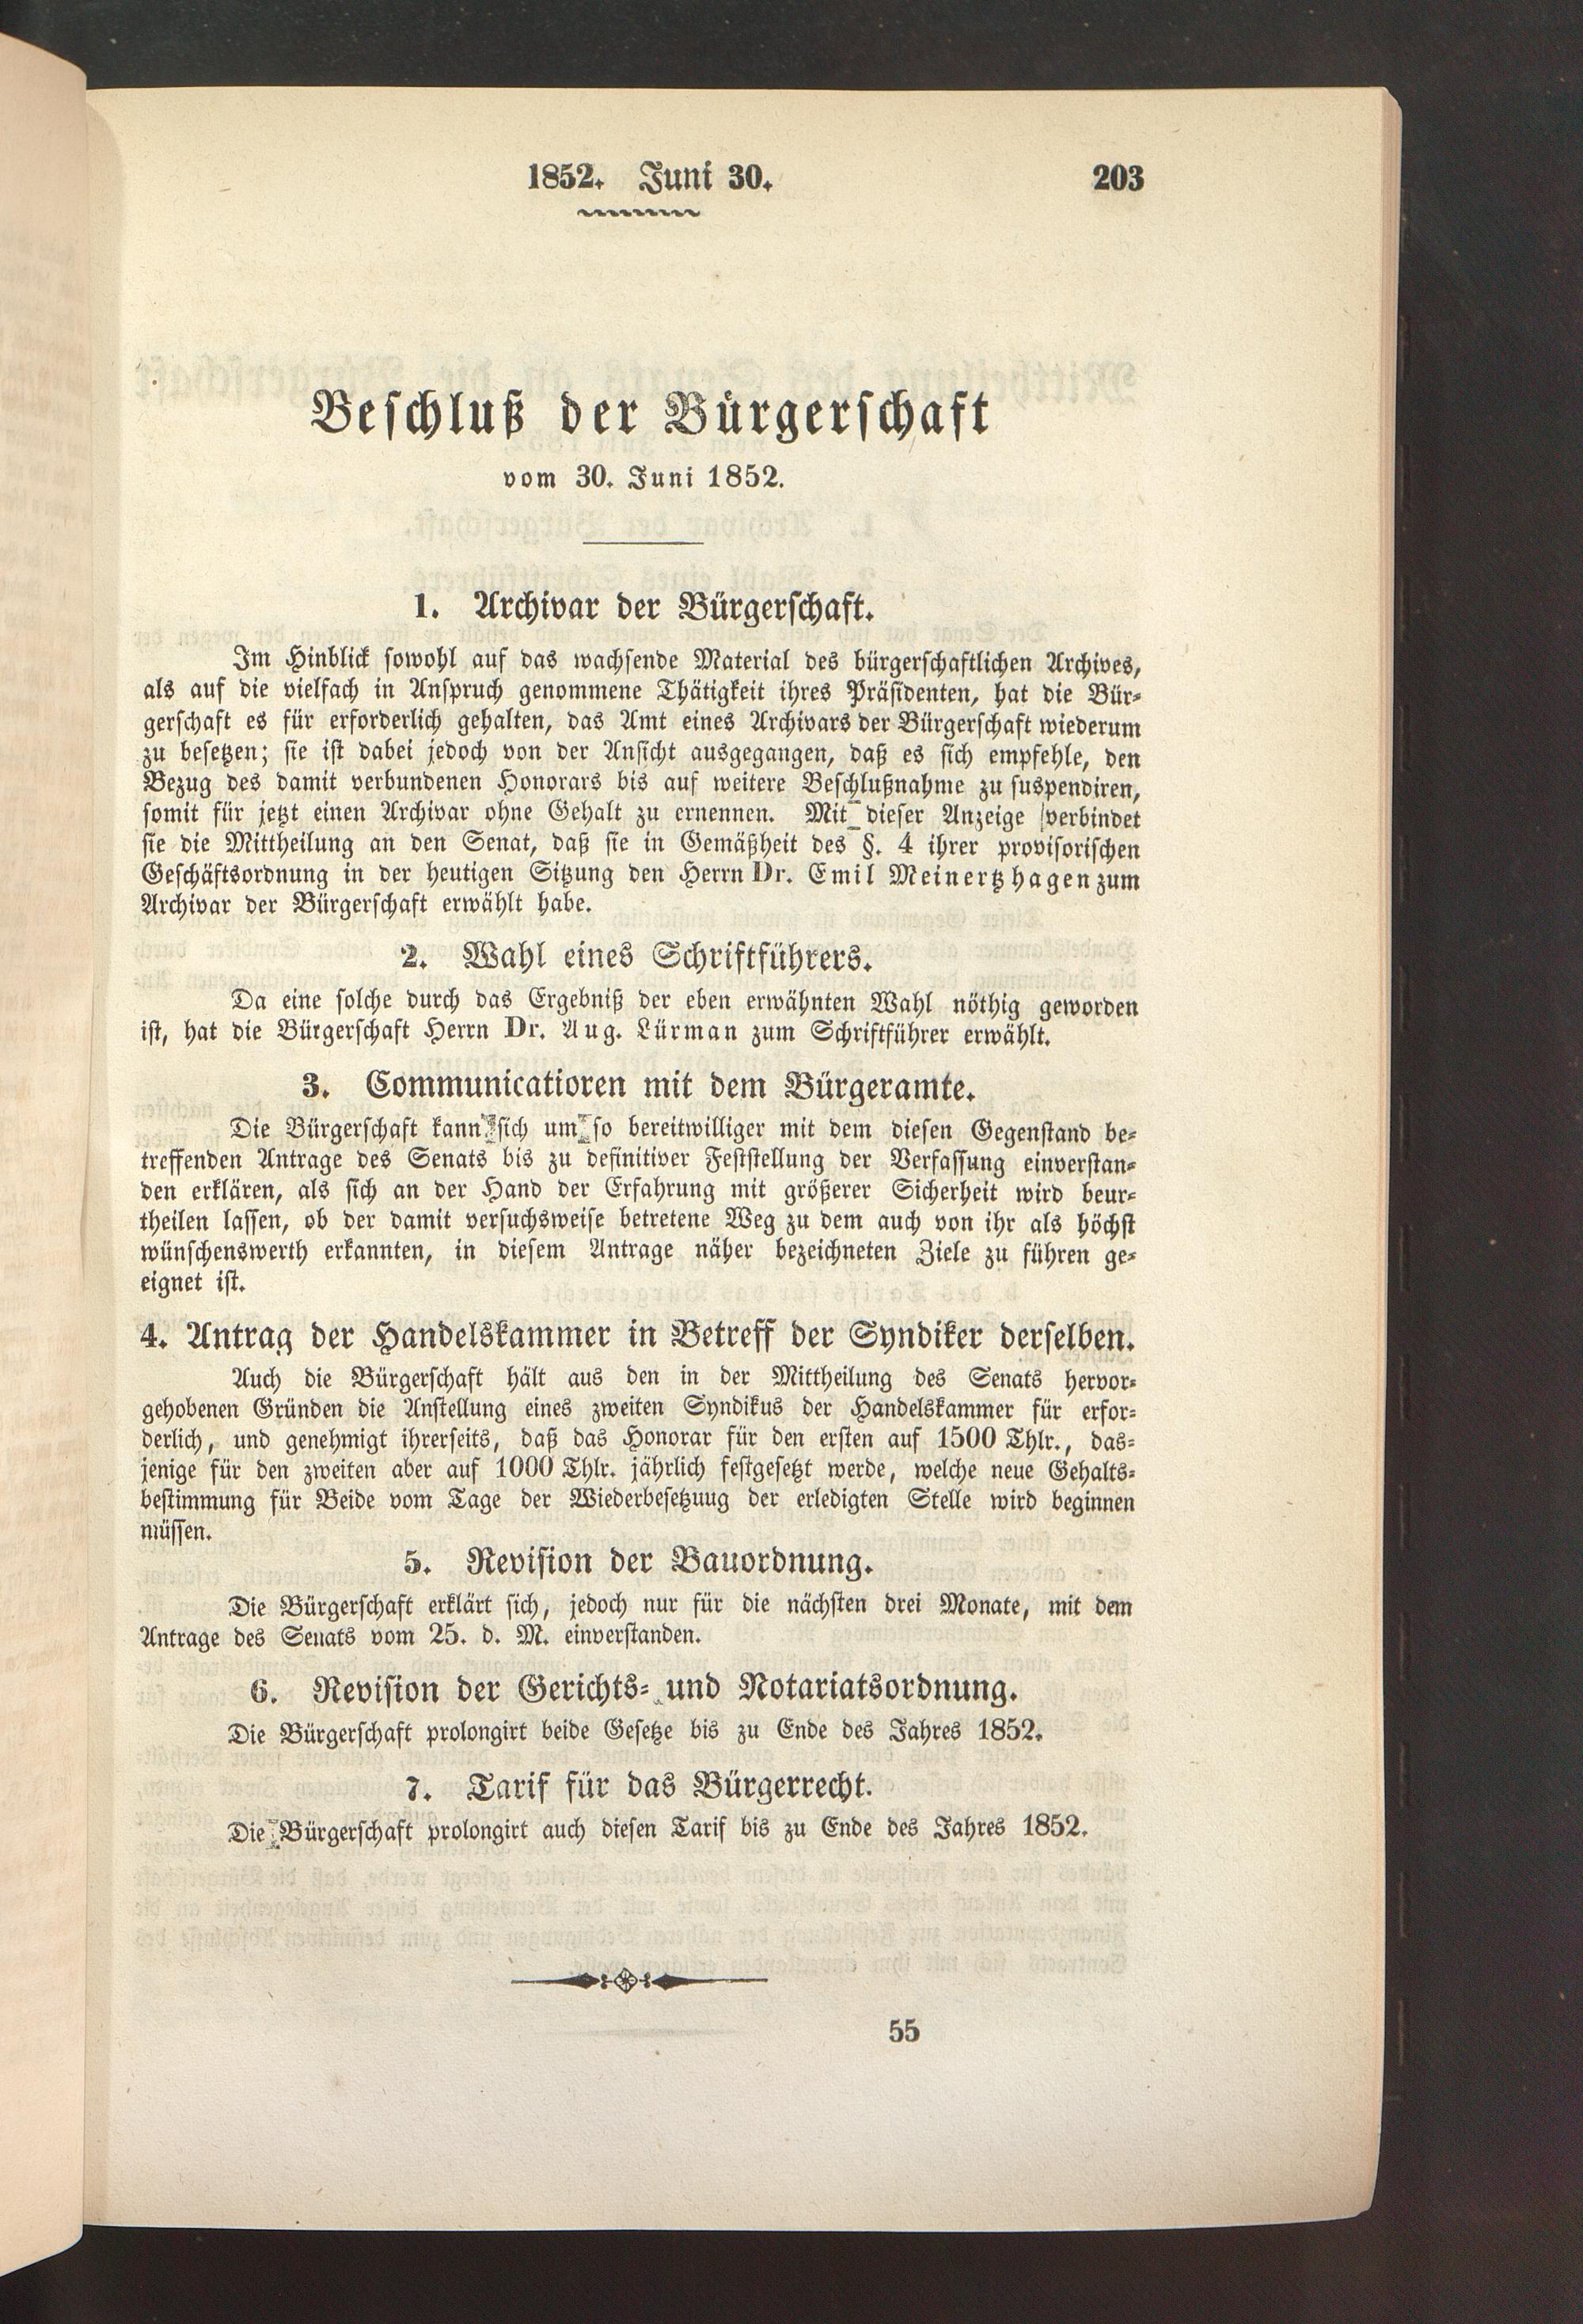 1852. Juni 30.
203
Beschluß der Bürgerschaft
vom 30. Juni 1852.
1. Archivar der Bürgerschaft.
Im Hinblick sowohl auf das wachsende Material des bürgerschaftlichen Archives,
als auf die vielfach in Anspruch genommene Thätigkeit ihres Präsidenten, hat die Bür-
gerschaft es für erforderlich gehalten, das Amt eines Archivars der Bürgerschaft wiederum
zu besetzen; sie ist dabei jedoch von der Ansicht ausgegangen, daß es sich empfehle, den
Bezug des damit verbundenen Honorars bis auf weitere Beschlußnahme zu suspendiren,
somit für jetzt einen Archivar ohne Gehalt zu ernennen. Mit dieser Anzeige verbindet
sie die Mittheilung an den Senat, daß sie in Gemäßheit des §. 4 ihrer provisorischen
Geschäftsordnung in der heutigen Sitzung den Herrn Dr. Emil Meinertzhagen zum
Archivar der Bürgerschaft erwählt habe.
2. Wahl eines Schriftführers.
Da eine solche durch das Ergebniß der eben erwähnten Wahl nöthig geworden
ist, hat die Bürgerschaft Herrn Dr. Aug. Lürman zum Schriftführer erwählt.
3. Communicatioren mit dem Bürgeramte.
Die Bürgerschaft kann sich um so bereitwilliger mit dem diesen Gegenstand be-
treffenden Antrage des Senats bis zu definitiver Feststellung der Verfassung einverstan-
den erklären, als sich an der Hand der Erfahrung mit größerer Sicherheit wird beur-
theilen lassen, ob der damit versuchsweise betretene Weg zu dem auch von ihr als höchst
wünschenswerth erkannten, in diesem Antrage näher bezeichneten Ziele zu führen ge-
eignet ist.
4. Antrag der Handelskammer in Betreff der Syndiker derselben.
Auch die Bürgerschaft hält aus den in der Mittheilung des Senats hervor-
gehobenen Gründen die Anstellung eines zweiten Syndikus der Handelskammer für erfor-
derlich, und genehmigt ihrerseits, daß das Honorar für den ersten auf 1500 Thlr., das-
jenige für den zweiten aber auf 1000 Thlr. jährlich festgesetzt werde, welche neue Gehalts-
bestimmung für Beide vom Tage der Wiederbesetzuug der erledigten Stelle wird beginnen
müssen.
5. Revision der Bauordnung.
Die Bürgerschaft erklärt sich, jedoch nur für die nächsten drei Monate, mit dem
Antrage des Seuats vom 25. d. M. einverstanden.
6. Revision der Gerichts- und Notariatsordnung.
Die Bürgerschaft prolongirt beide Gesetze bis zu Ende des Jahres 1852.
7. Tarif für das Bürgerrecht.
Die Bürgerschaft prolongirt auch diesen Tarif bis zu Ende des Jahres 1852.
55